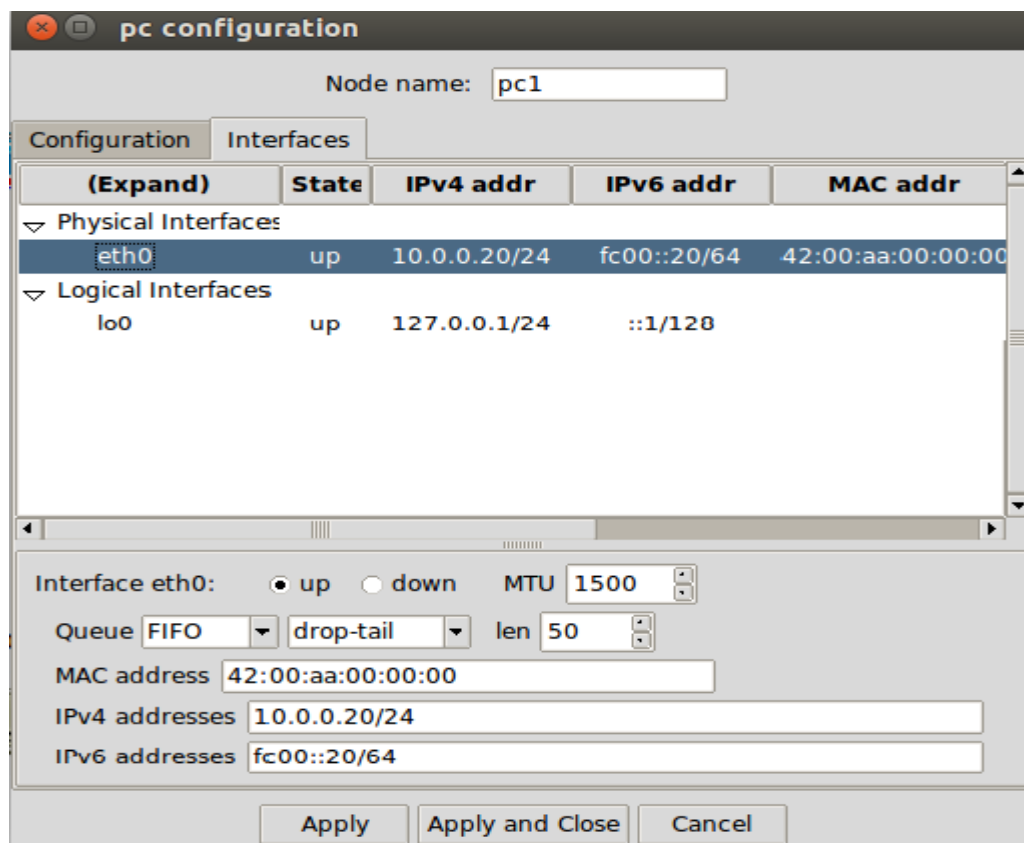 pc configuration
Node name: pc1
Configuration Interfaces
(Expand) State IPv4 addr IPv6 addr MAC addr
Physical Interfaces
eth0 up 10.0.0.20/24 fc00::20/64 42:00:aa:00:00:00
Logical Interfaces
lo0 up 127.0.0.1/24 ::1/128
Interface eth0: up down MTU 1500
Queue FIFO drop-tail len 50
MAC address 42:00:aa:00:00:00
IPv4 addresses 10.0.0.20/24
IPv6 addresses fc00::20/64
Apply Apply and Close Cancel